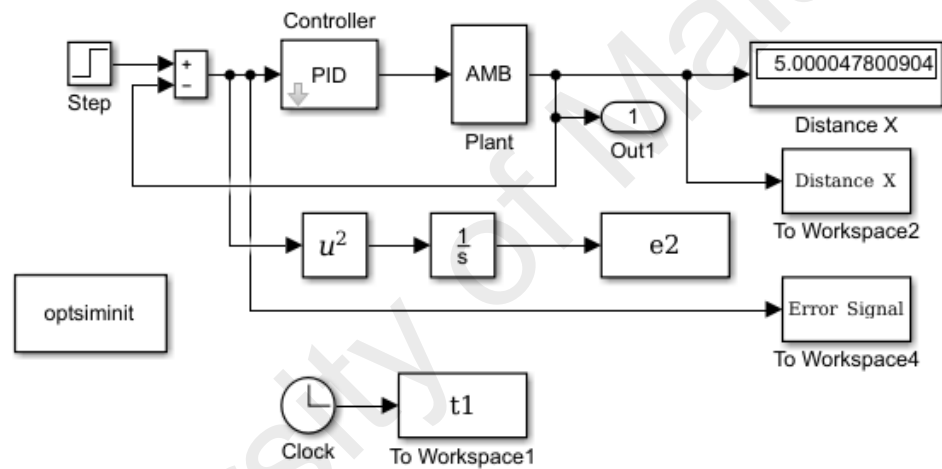 Controller
+
−
PID
AMB
5.000047800904
Step
Plant
1
Out1
Distance X
Distance X
To Workspace2
u²
1
s
e2
optsiminit
Error Signal
To Workspace4
t1
Clock
To Workspace1